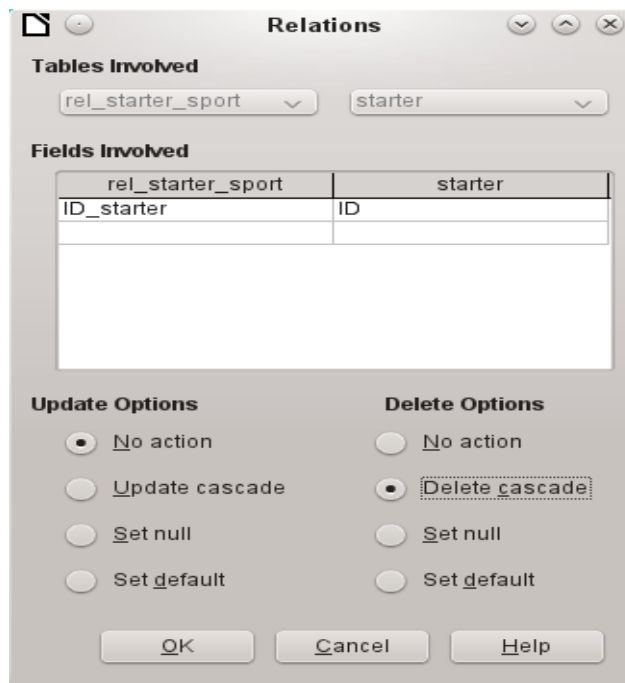 Relations
Tables Involved
rel_starter_sport starter
Fields Involved
rel_starter_sport starter
ID_starter ID
Update Options Delete Options
No action No action
Update cascade Delete cascade
Set null Set null
Set default Set default
OK Cancel Help